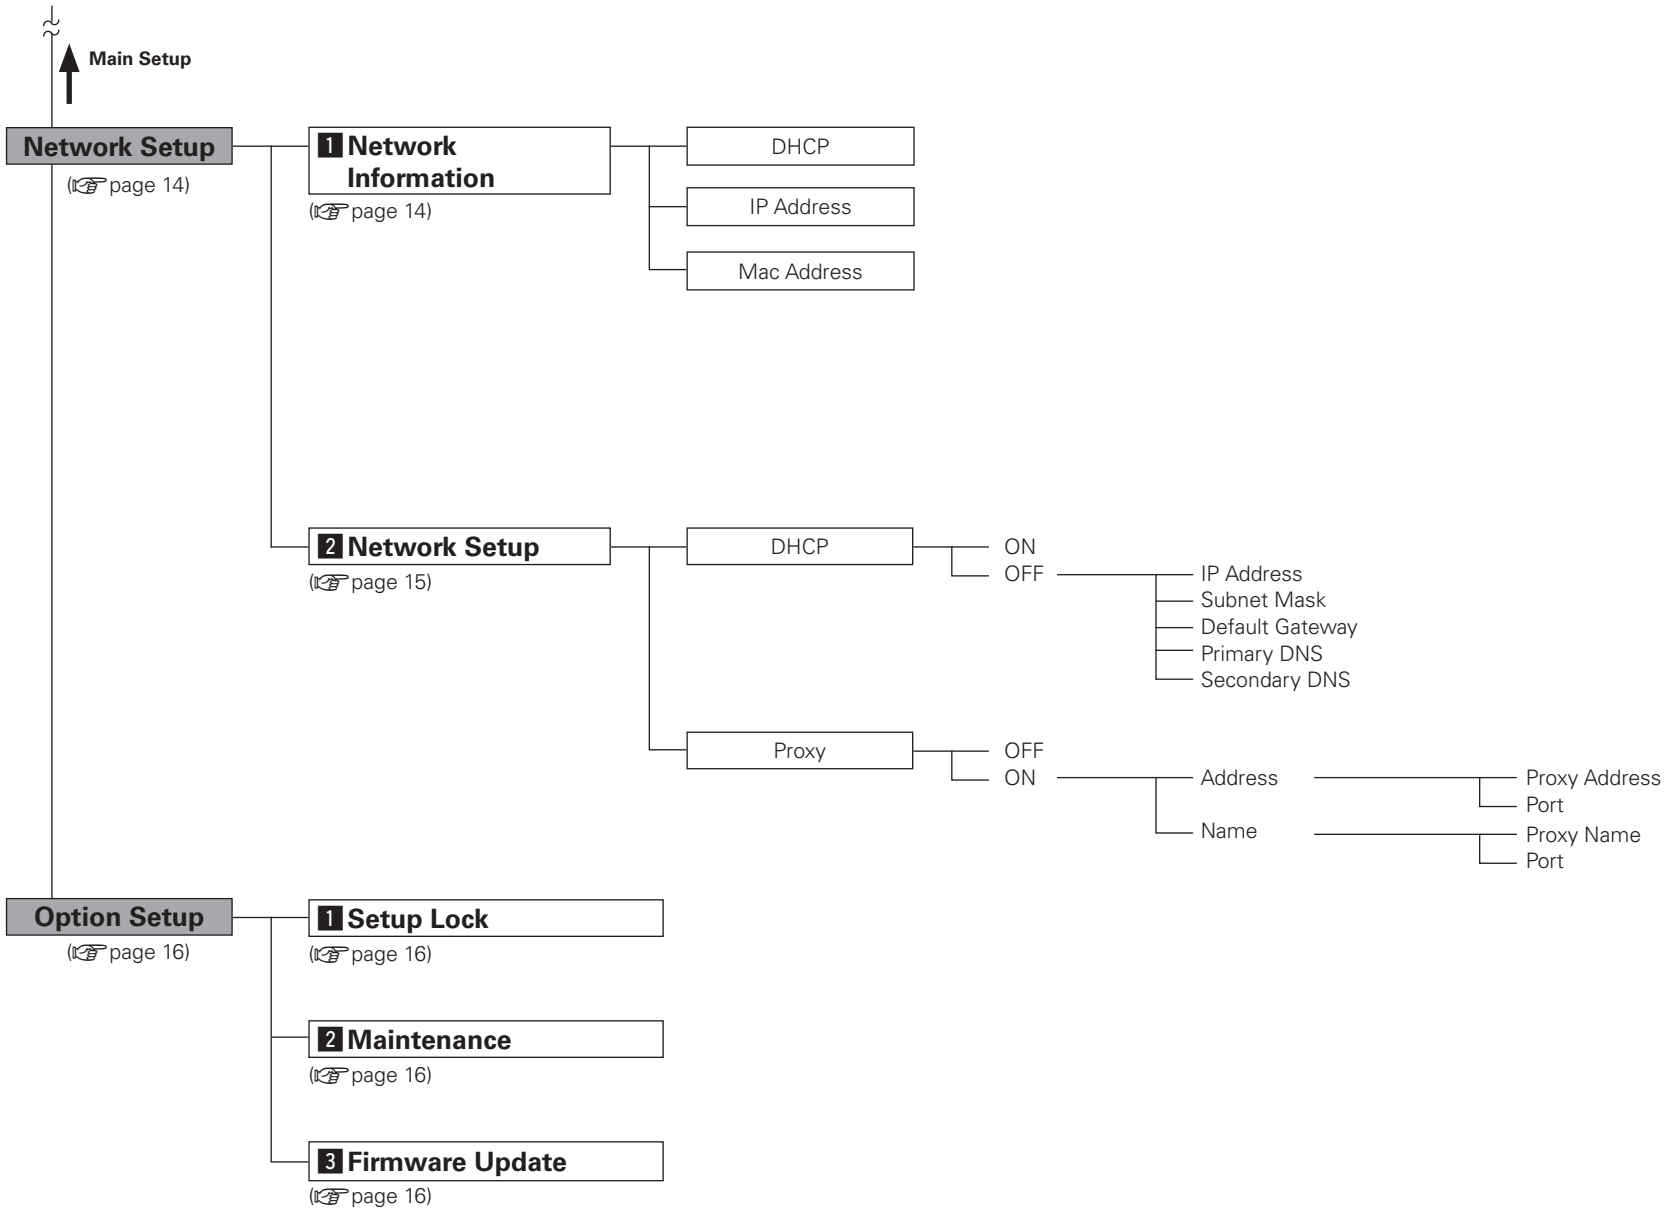 Main Setup
Network Setup
(page 14)
1 Network
Information
(page 14)
DHCP
IP Address
Mac Address
2 Network Setup
(page 15)
DHCP
ON
OFF
IP Address
Subnet Mask
Default Gateway
Primary DNS
Secondary DNS
Proxy
OFF
ON
Address
Proxy Address
Port
Name
Proxy Name
Port
Option Setup
(page 16)
1 Setup Lock
(page 16)
2 Maintenance
(page 16)
3 Firmware Update
(page 16)